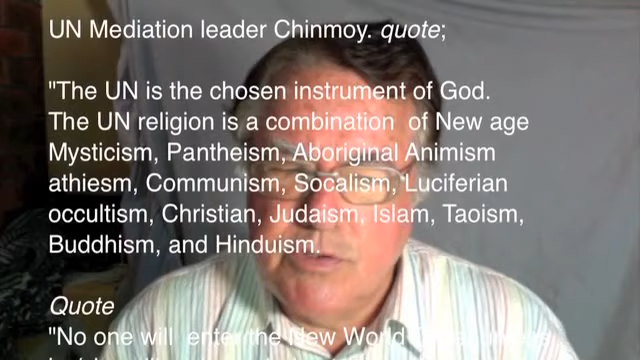 UN Mediation leader Chinmoy. quote;
"The UN is the chosen instrument of God.
The UN religion is a combination of New age
Mysticism, Pantheism, Aboriginal Animism
athiesm, Communism, Socalism, Luciferian
occultism, Christian, Judaism, Islam, Taoism,
Buddhism, and Hinduism.
Quote
"No one will enter the New World